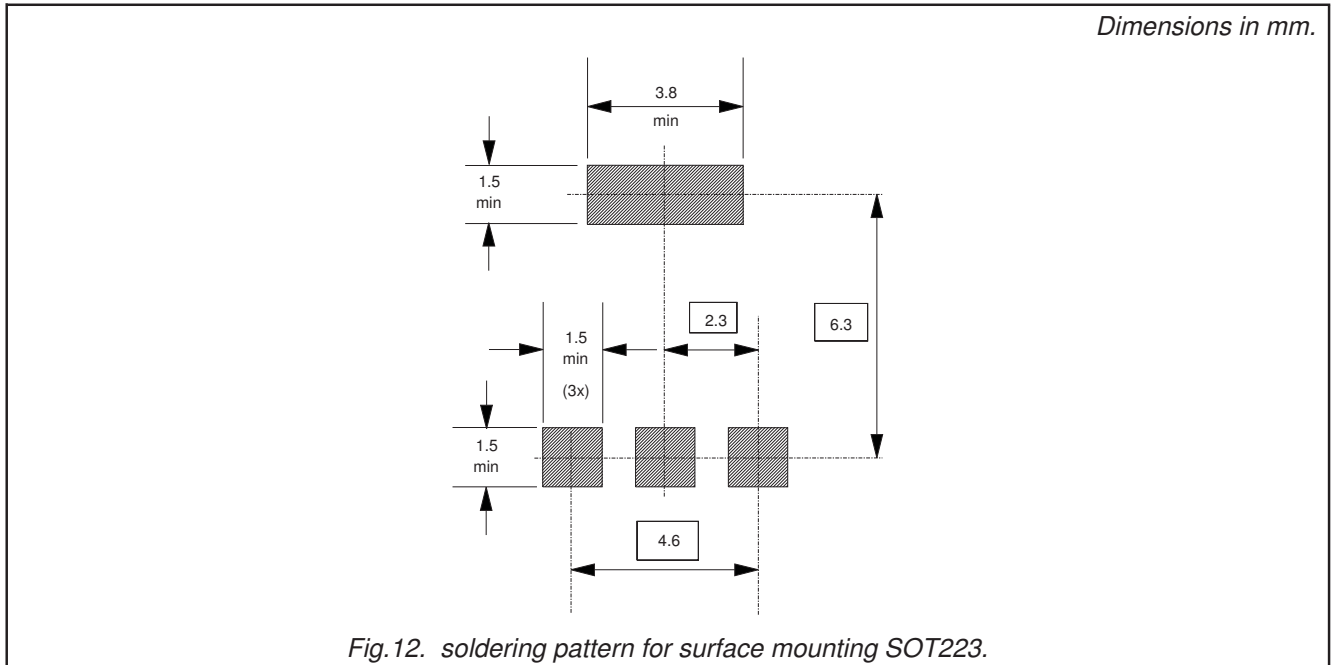 Dimensions in mm.
3.8
min
1.5
min
2.3
6.3
1.5
min
(3x)
1.5
min
4.6
Fig.12. soldering pattern for surface mounting SOT223.